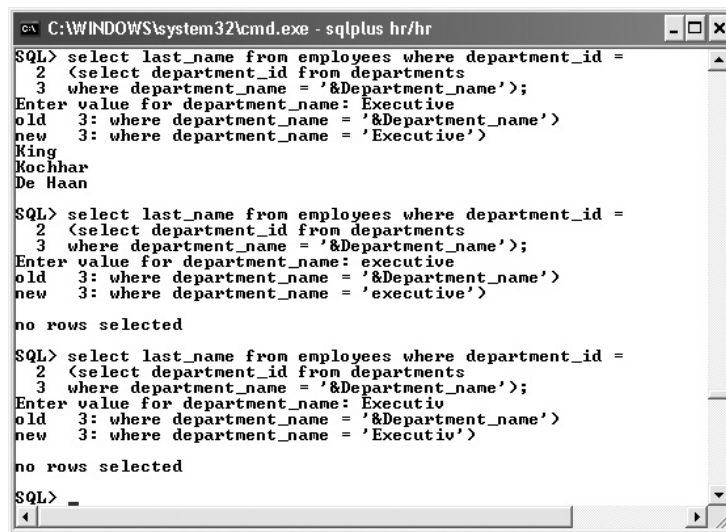 C:\WINDOWS\system32\cmd.exe - sqlplus hr/hr
SQL> select last_name from employees where department_id =
  2  (select department_id from departments
  3  where department_name = '&Department_name');
Enter value for department_name: Executive
old   3: where department_name = '&Department_name')
new   3: where department_name = 'Executive')
King
Kochhar
De Haan
SQL> select last_name from employees where department_id =
  2  (select department_id from departments
  3  where department_name = '&Department_name');
Enter value for department_name: executive
old   3: where department_name = '&Department_name')
new   3: where department_name = 'executive')
no rows selected
SQL> select last_name from employees where department_id =
  2  (select department_id from departments
  3  where department_name = '&Department_name');
Enter value for department_name: Executiv
old   3: where department_name = '&Department_name')
new   3: where department_name = 'Executiv')
no rows selected
SQL> _